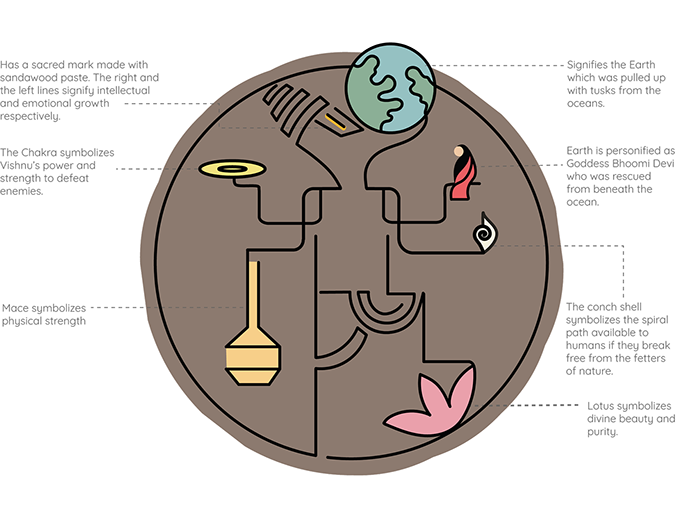 Has a sacred mark made with
sandawood paste. The right and
the left lines signify intellectual
and emotional growth
respectively.
The Chakra symbolizes
Vishnu's power and
strength to defeat
enemies.
Mace symbolizes
physical strength
Signifies the Earth
which was pulled up
with tusks from the
oceans.
Earth is personified as
Goddess Bhoomi Devi
who was rescued
from beneath the
ocean.
The conch shell
symbolizes the spiral
path available to
humans if they break
free from the fetters
of nature.
Lotus symbolizes
divine beauty and
purity.